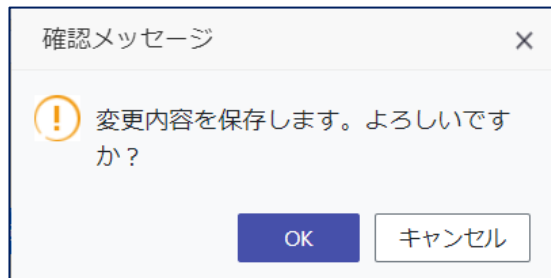 確認メッセージ
変更内容を保存します。よろしいです
か？
OK
キャンセル